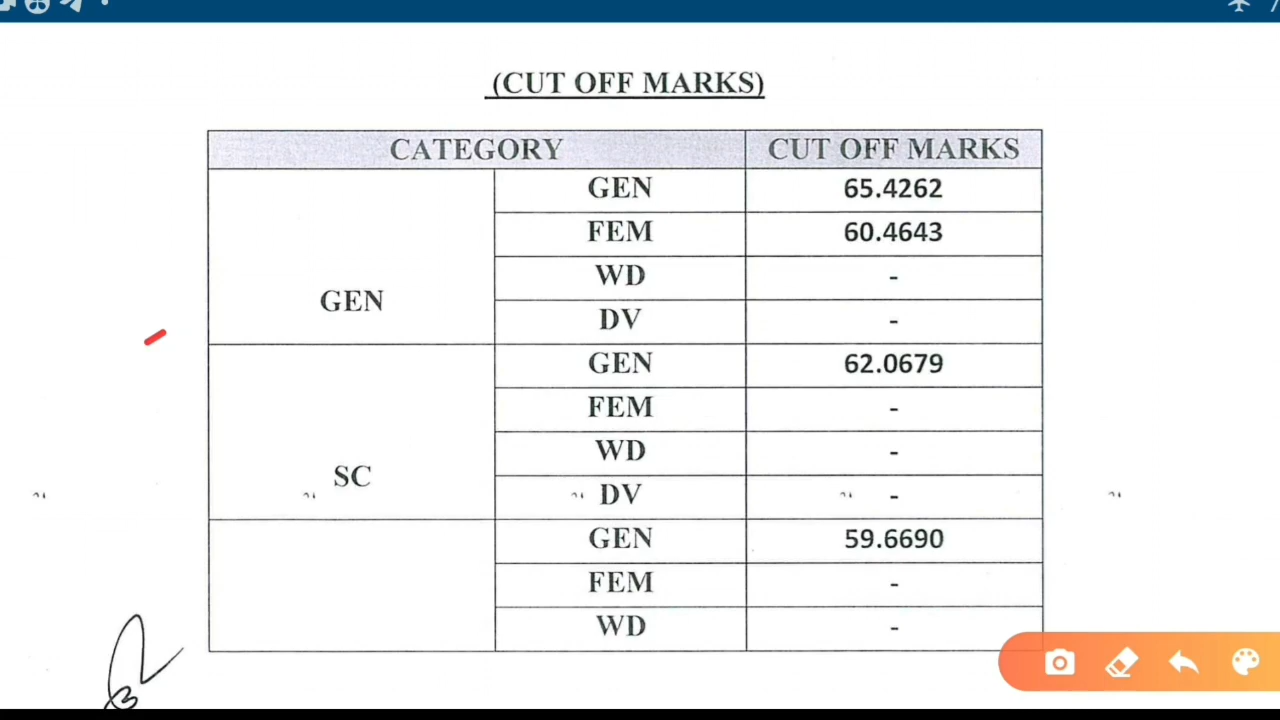 (CUT OFF MARKS)
CATEGORY CUT OFF MARKS
GEN
GEN 65.4262
FEM 60.4643
WD -
DV -
SC
GEN 62.0679
FEM -
WD -
DV -
GEN 59.6690
FEM -
WD -